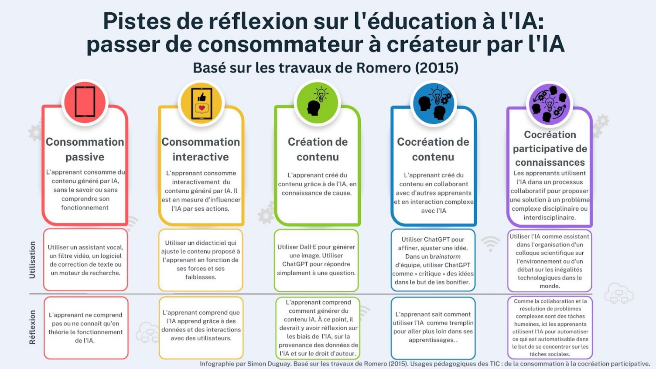 Pistes de réflexion sur l'éducation à l'IA:
passer de consommateur à créateur par l'IA
Basé sur les travaux de Romero (2015)
Consommation
passive
L'apprenant consomme du
contenu généré par IA,
sans le savoir ou sans
comprendre son
fonctionnement
Consommation
interactive
L'apprenant consomme
interactivement du
contenu généré par IA. Il
est en mesure d'influencer
l'IA par ses actions.
Création de
contenu
L'apprenant créé du
contenu grâce à de l'IA, en
connaissance de cause.
Cocréation de
contenu
L'apprenant créé du
contenu en collaborant
avec d'autres apprenants
et en interaction complexe
avec l'IA
Cocréation
participative de
connaissances
Les apprenants utilisent
l'IA dans un processus
collaboratif pour proposer
une solution à un problème
complexe disciplinaire ou
interdisciplinaire.
Utilisation
Utiliser un assistant vocal,
un filtre vidéo, un logiciel
de correction de texte ou
un moteur de recherche.
Utiliser un didacticiel qui
ajuste le contenu proposé à
l'apprenant en fonction de
ses forces et ses
faiblesses.
Utiliser Dall·E pour générer
une image. Utiliser
ChatGPT pour répondre
simplement à une question.
Utiliser ChatGPT pour
affiner, ajuster une idée.
Dans un brainstorm
d'équipe, utiliser ChatGPT
comme « critique » des idées
dans le but de les bonifier.
Utiliser l'IA comme assistant
dans l'organisation d'un
colloque scientifique sur
l'environnement ou d'un
débat sur les inégalités
technologiques dans le
monde.
Réflexion
L'apprenant ne comprend
pas ou ne connaît qu'en
théorie le fonctionnement
de l'IA.
L'apprenant comprend que
l'IA apprend grâce à des
données et des interactions
avec des utilisateurs.
L'apprenant comprend
comment générer du
contenu IA. À ce point, il
devrait y avoir réflexion sur
les biais de l'IA, sur la
provenance des données de
l'IA et sur le droit d'auteur.
L'apprenant sait comment
utiliser l'IA comme tremplin
pour aller plus loin dans ses
apprentissages..
Comme la collaboration et la
résolution de problèmes
complexes sont des tâches
humaines, ici les apprenants
utilisent l'IA pour automatiser
ce qui est automatisable dans
le but de se concentrer sur les
tâches sociales.
Infographie par Simon Duguay. Basé sur les travaux de Romero (2015). Usages pédagogiques des TIC : de la consommation à la cocréation participative.